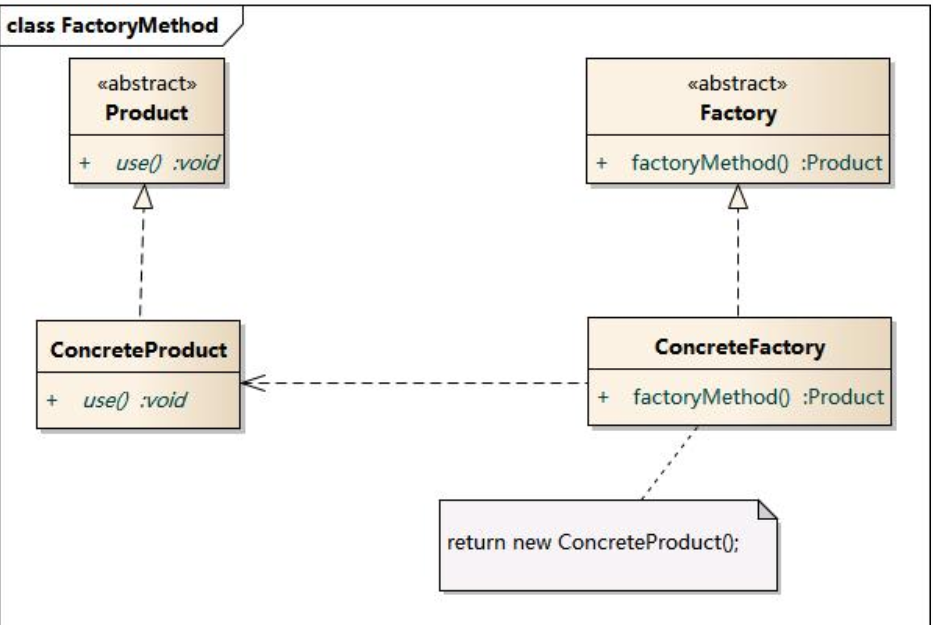 class FactoryMethod
«abstract»
Product
+ use() :void
«abstract»
Factory
+ factoryMethod() :Product
ConcreteProduct
+ use() :void
ConcreteFactory
+ factoryMethod() :Product
return new ConcreteProduct();